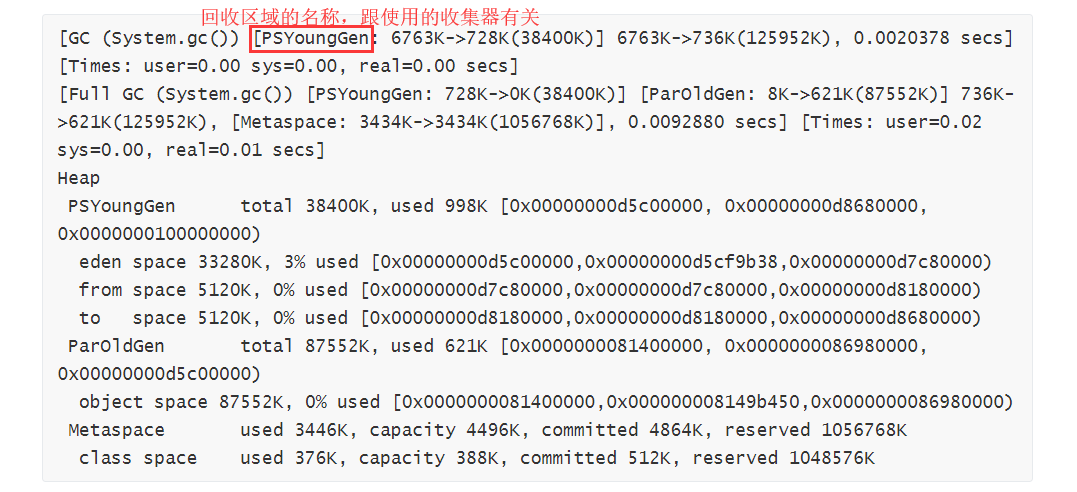 回收区域的名称，跟使用的收集器有关
[GC (System.gc()) [PSYoungGen: 6763K->728K(38400K)] 6763K->736K(125952K), 0.0020378 secs]
[Times: user=0.00 sys=0.00, real=0.00 secs]
[Full GC (System.gc()) [PSYoungGen: 728K->0K(38400K)] [ParOldGen: 8K->621K(87552K)] 736K-
>621K(125952K), [Metaspace: 3434K->3434K(1056768K)], 0.0092880 secs] [Times: user=0.02
sys=0.00, real=0.01 secs]
Heap
PSYoungGen      total 38400K, used 998K [0x00000000d5c00000, 0x00000000d8680000,
0x0000000100000000)
eden space 33280K, 3% used [0x00000000d5c00000,0x00000000d5cf9b38,0x00000000d7c80000)
from space 5120K, 0% used [0x00000000d7c80000,0x00000000d7c80000,0x00000000d8180000)
to   space 5120K, 0% used [0x00000000d8180000,0x00000000d8180000,0x00000000d8680000)
ParOldGen       total 87552K, used 621K [0x0000000081400000, 0x0000000086980000,
0x00000000d5c00000)
object space 87552K, 0% used [0x0000000081400000,0x000000008149b450,0x0000000086980000)
Metaspace       used 3446K, capacity 4496K, committed 4864K, reserved 1056768K
class space    used 376K, capacity 388K, committed 512K, reserved 1048576K